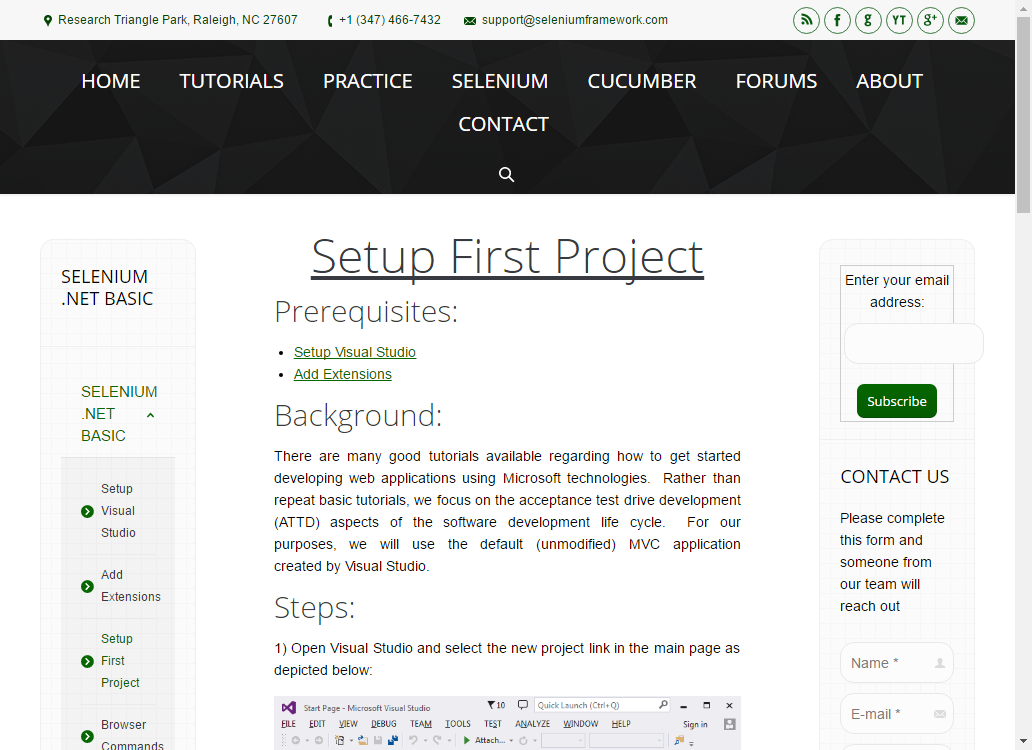 Research Triangle Park, Raleigh, NC 27607 +1 (347) 466-7432 support@seleniumframework.com
f g YT g+
HOME TUTORIALS PRACTICE SELENIUM CUCUMBER FORUMS ABOUT
CONTACT
SELENIUM
.NET BASIC
SELENIUM
.NET
BASIC
Setup
Visual
Studio
Add
Extensions
Setup
First
Project
Browser
Commands
Setup First Project
Prerequisites:
Setup Visual Studio
Add Extensions
Background:
There are many good tutorials available regarding how to get started
developing web applications using Microsoft technologies. Rather than
repeat basic tutorials, we focus on the acceptance test drive development
(ATTD) aspects of the software development life cycle. For our
purposes, we will use the default (unmodified) MVC application
created by Visual Studio.
Steps:
1) Open Visual Studio and select the new project link in the main page as
depicted below:
Start Page - Microsoft Visual Studio 10 Quick Launch (Ctrl+Q)
FILE EDIT VIEW DEBUG TEAM TOOLS TEST ANALYZE WINDOW HELP Sign in
Attach...
Enter your email
address:
Subscribe
CONTACT US
Please complete
this form and
someone from
our team will
reach out
Name *
E-mail *